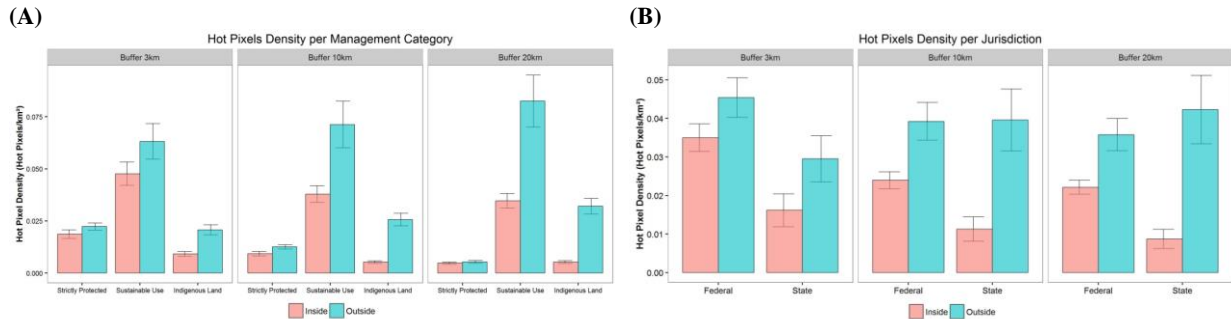 (A)
Hot Pixels Density per Management Category
Buffer 3km Buffer 10km Buffer 20km
Hot Pixel Density (Hot Pixels/km²)
0.075
0.050
0.025
0.000
Strictly Protected Sustainable Use Indigenous Land Strictly Protected Sustainable Use Indigenous Land Strictly Protected Sustainable Use Indigenous Land
Inside Outside
(B)
Hot Pixels Density per Jurisdiction
Buffer 3km Buffer 10km Buffer 20km
Hot Pixel Density (Hot Pixels/km²)
0.05
0.04
0.03
0.02
0.01
0.00
Federal State Federal State Federal State
Inside Outside